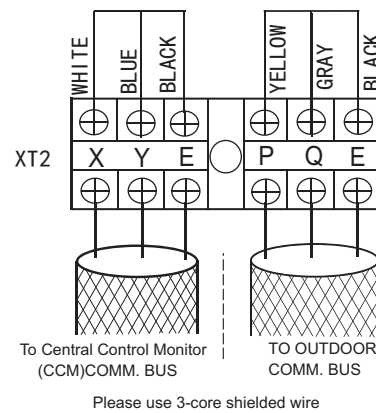 WHITE
BLUE
BLACK
YELLOW
GRAY
BLACK
XT2
X Y E P Q E
To Central Control Monitor
(CCM)COMM. BUS
TO OUTDOOR
COMM. BUS
Please use 3-core shielded wire